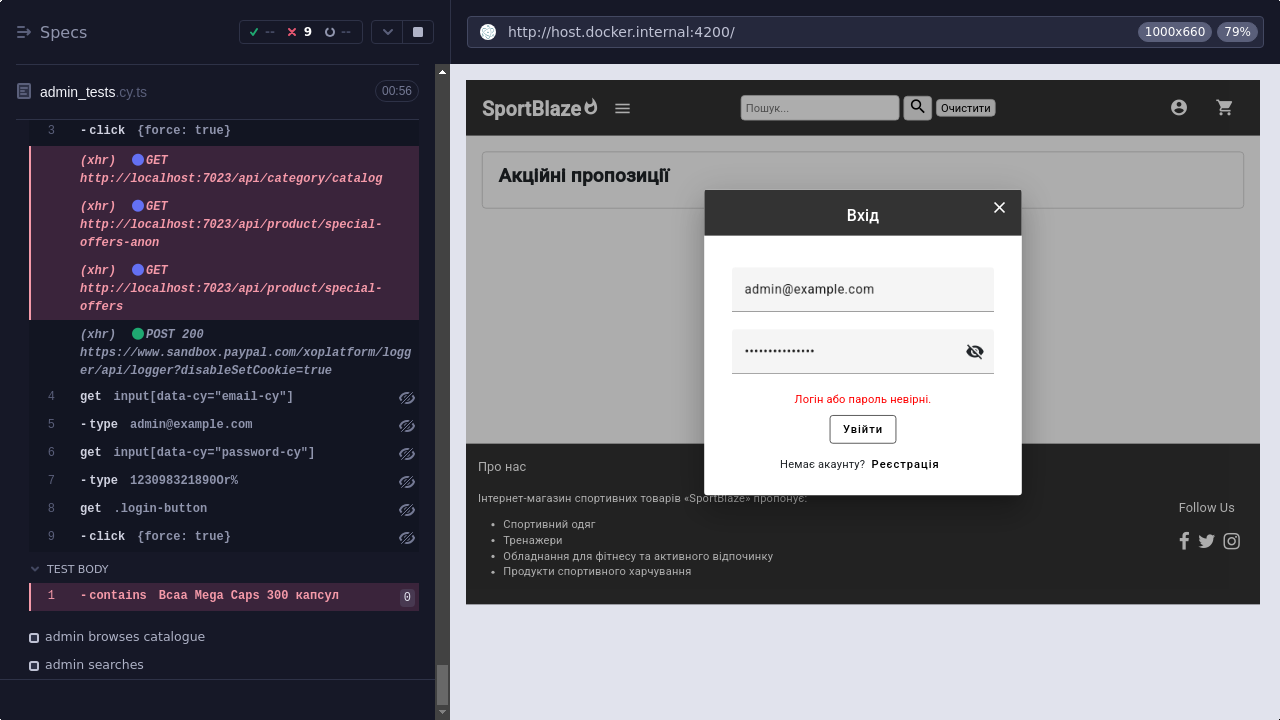 Specs
-- 9 --
http://host.docker.internal:4200/
1000x660
79%
admin_tests.cy.ts
00:56
3 -click {force: true}
(xhr) GET
http://localhost:7023/api/category/catalog
(xhr) GET
http://localhost:7023/api/product/special-
offers-anon
(xhr) GET
http://localhost:7023/api/product/special-
offers
(xhr) POST 200
https://www.sandbox.paypal.com/xoplatform/logg
er/api/logger?disableSetCookie=true
4 get input[data-cy="email-cy"]
5 -type admin@example.com
6 get input[data-cy="password-cy"]
7 -type 123098321890Or%
8 get .login-button
9 -click {force: true}
TEST BODY
1 -contains Bcaa Mega Caps 300 капсул 0
admin browses catalogue
admin searches
SportBlaze
Пошук...
Очистити
Акційні пропозиції
Вхід
admin@example.com
•••••••••••••••
Логін або пароль невірні.
Увійти
Немає акаунту? Реєстрація
Про нас
Інтернет-магазин спортивних товарів «SportBlaze» пропонує:
• Спортивний одяг
• Тренажери
• Обладнання для фітнесу та активного відпочинку
• Продукти спортивного харчування
Follow Us